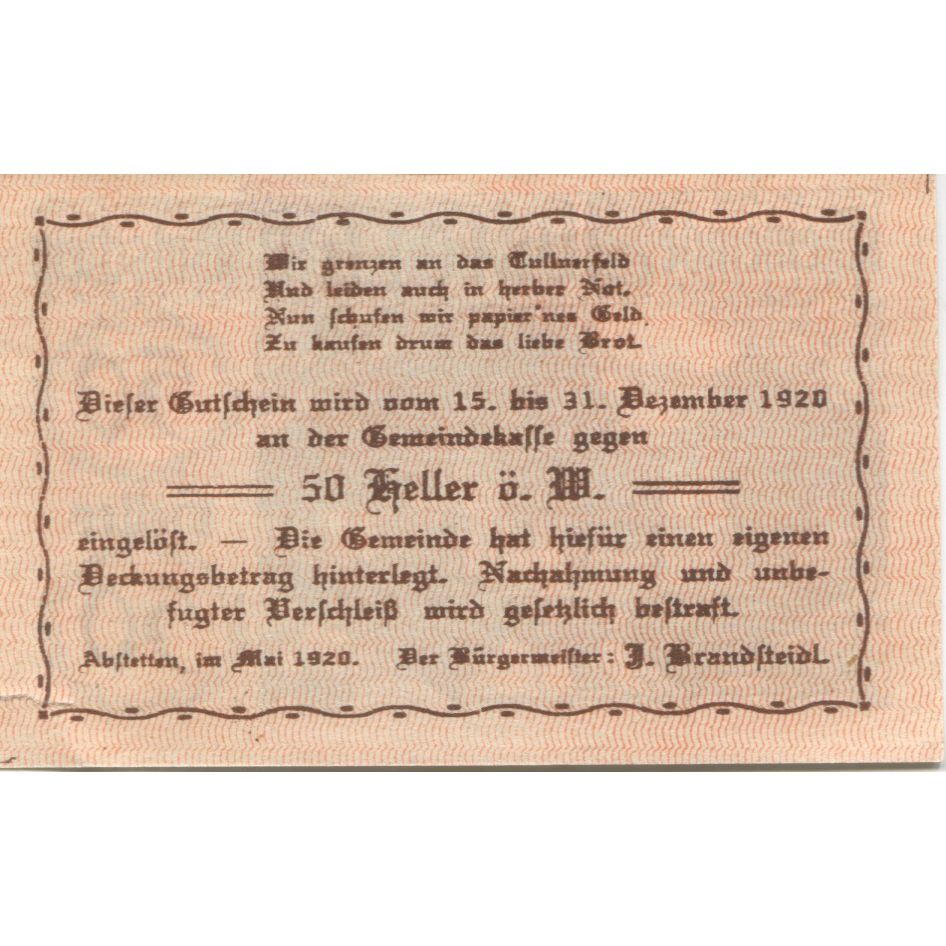 Wir grenzen an das Tullnerfeld
Und leiden auch in herber Not.
Nun schufen wir papier'nes Geld,
Zu kaufen drum das liebe Brot.
Dieser Gutschein wird vom 15. bis 31. Dezember 1920
an der Gemeindekasse gegen
50 Heller ö. W.
eingelöst. — Die Gemeinde hat hiefür einen eigenen
Deckungsbetrag hinterlegt. Nachahmung und unbe-
fugter Verschleiß wird gesetzlich bestraft.
Abstetten, im Mai 1920. Der Bürgermeister: J. Brandsteidl.